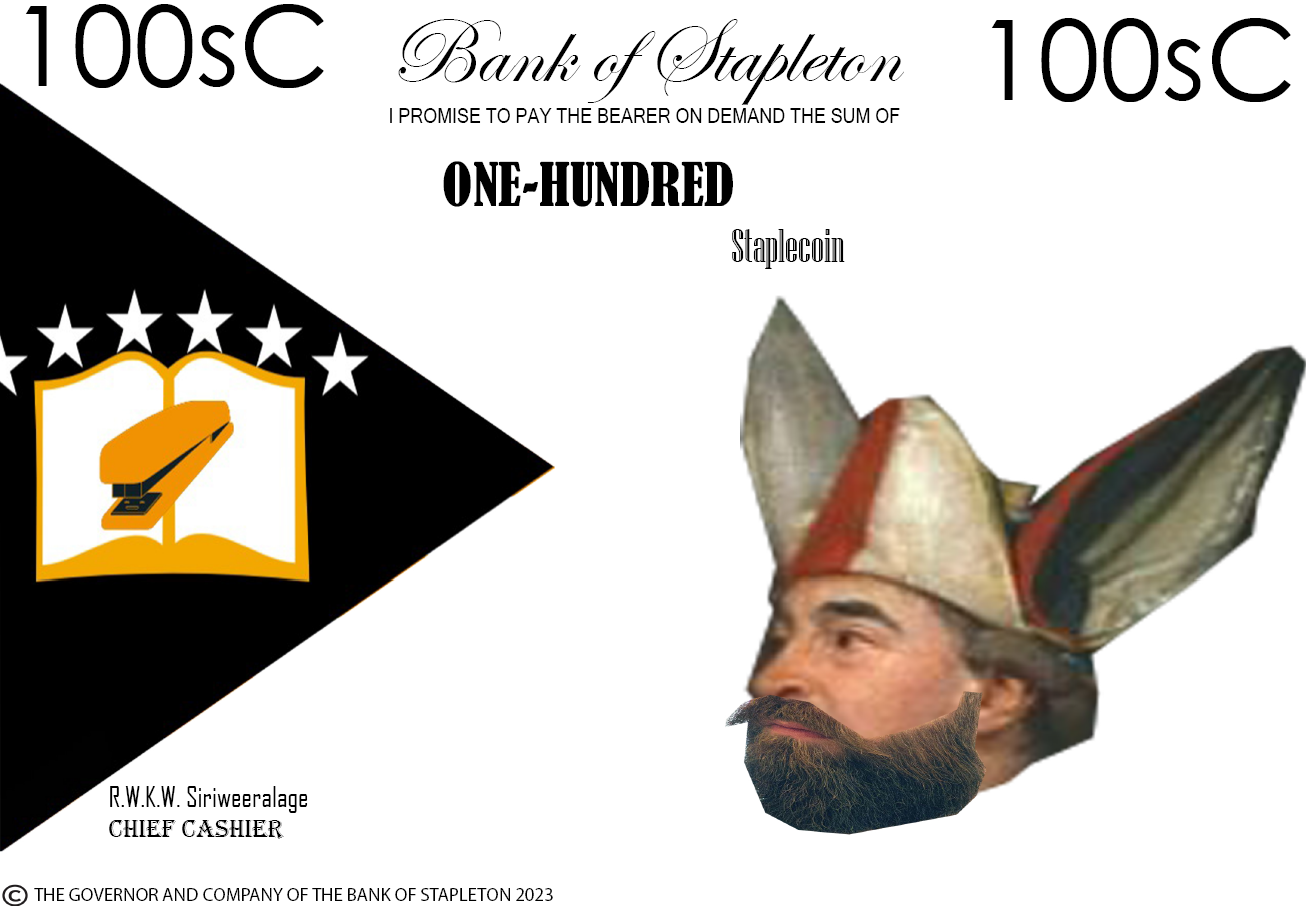 100sC
Bank of Stapleton
100sC
I PROMISE TO PAY THE BEARER ON DEMAND THE SUM OF
ONE-HUNDRED
Staplecoin
R.W.K.W. Siriweeralage
CHIEF CASHIER
© THE GOVERNOR AND COMPANY OF THE BANK OF STAPLETON 2023